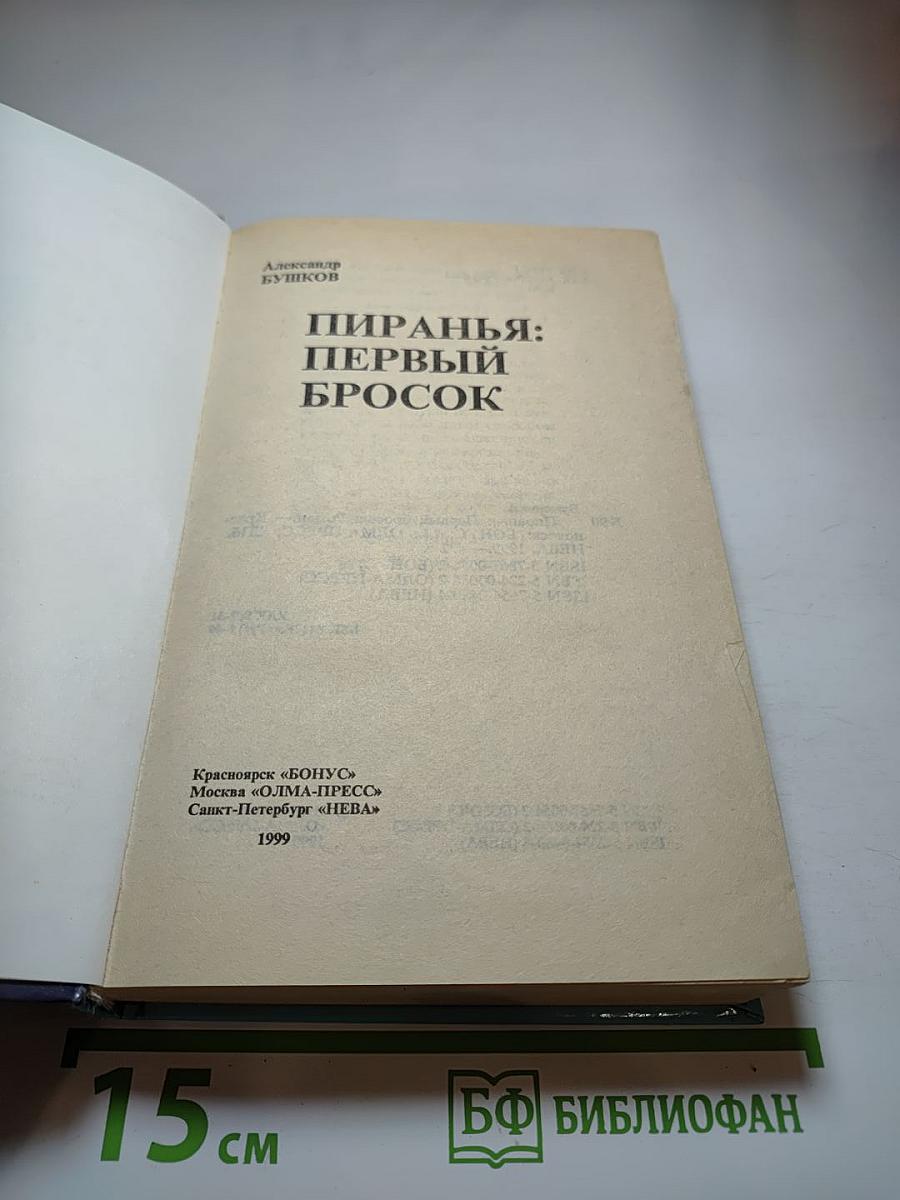 Александр
БУШКОВ
ПИРАНЬЯ:
ПЕРВЫЙ
БРОСОК
Красноярск «БОНУС»
Москва «ОЛМА-ПРЕСС»
Санкт-Петербург «НЕВА»
1999
15 см
БФ БИБЛИОФАН